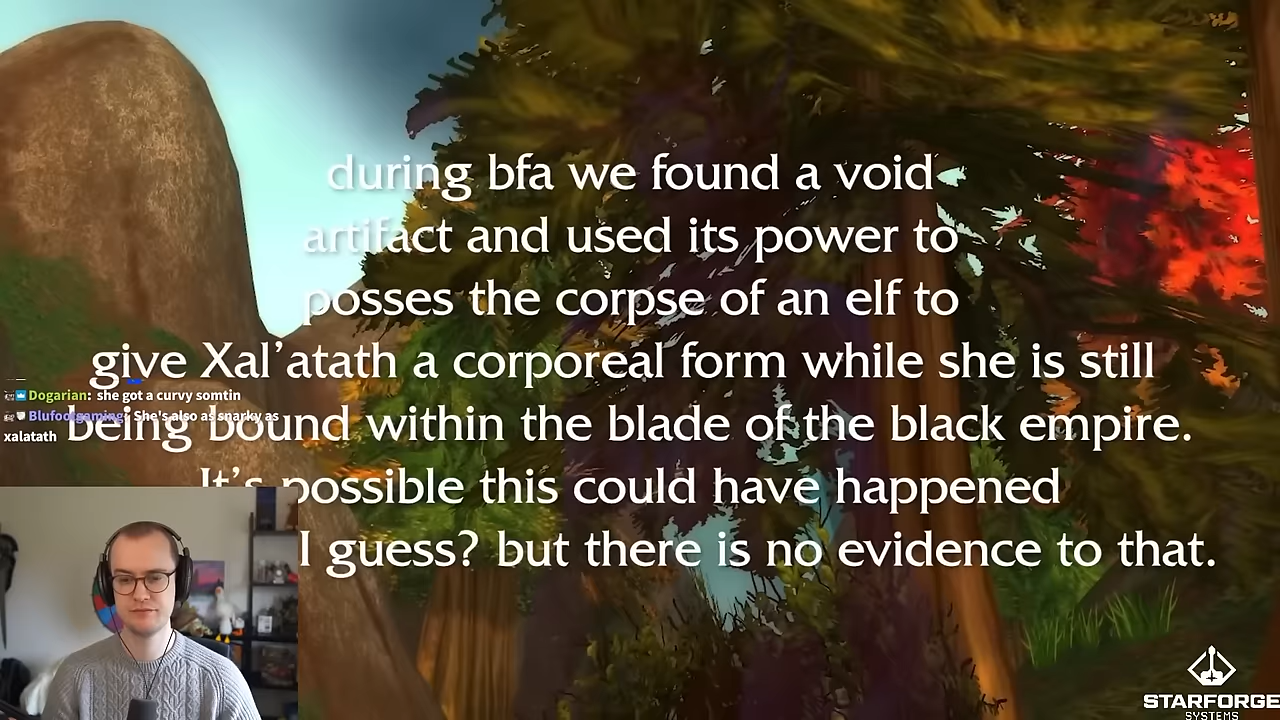 during bfa we found a void
artifact and used its power to
posses the corpse of an elf to
give Xal'atath a corporeal form while she is still
being bound within the blade of the black empire.
It's possible this could have happened
I guess? but there is no evidence to that.
Dogarian: she got a curvy somtin
Blufootgaming: She's also as snarky as
xalatath
STARFORGE
SYSTEMS